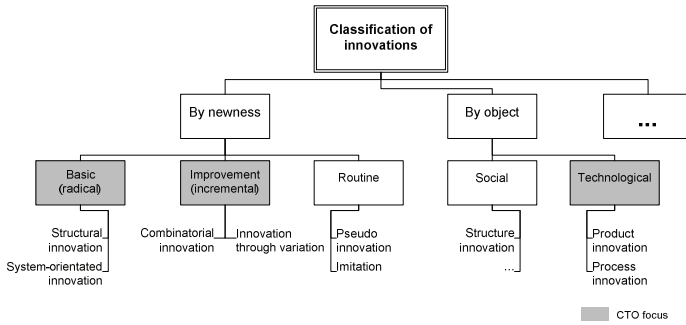 Classification of
innovations
By newness
By object
...
Basic
(radical)
Improvement
(incremental)
Routine
Social
Technological
Structural
innovation
System-orientated
innovation
Combinatorial
innovation
Innovation
through variation
Pseudo
innovation
Imitation
Structure
innovation
...
Product
innovation
Process
innovation
CTO focus